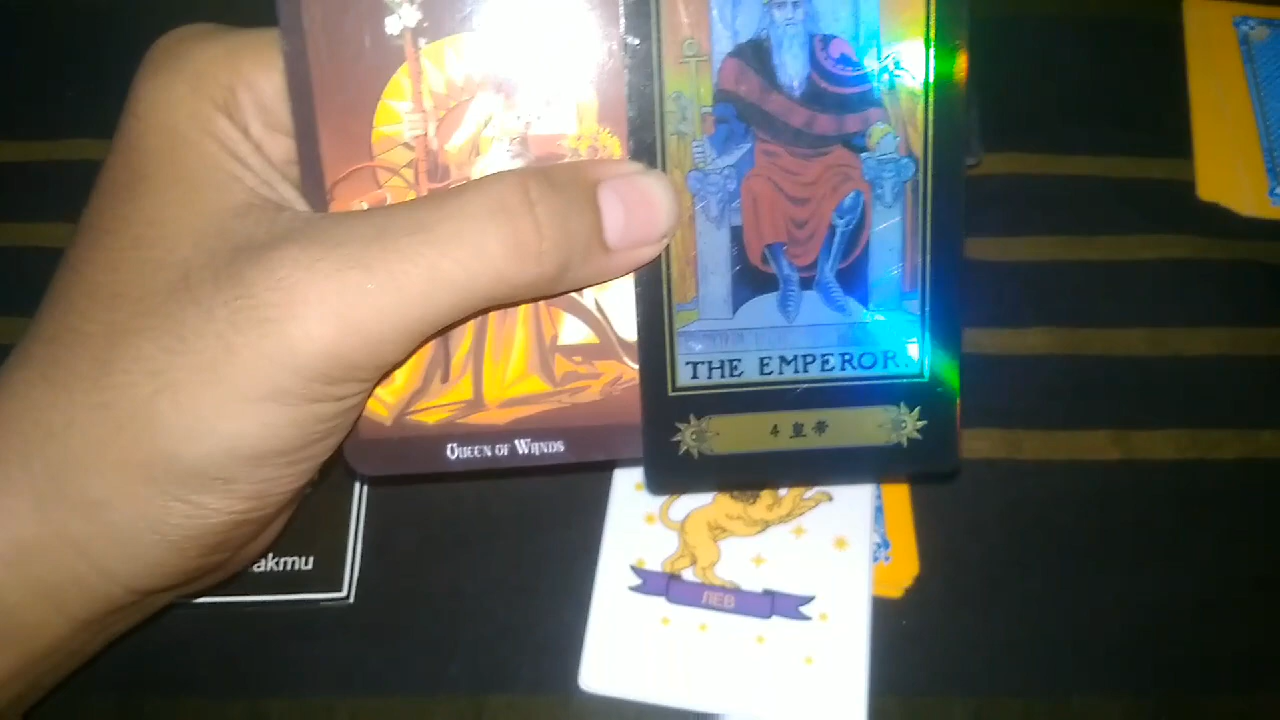 THE EMPEROR.
4 皇帝
QUEEN OF WANDS
akmu
ЛЕВ